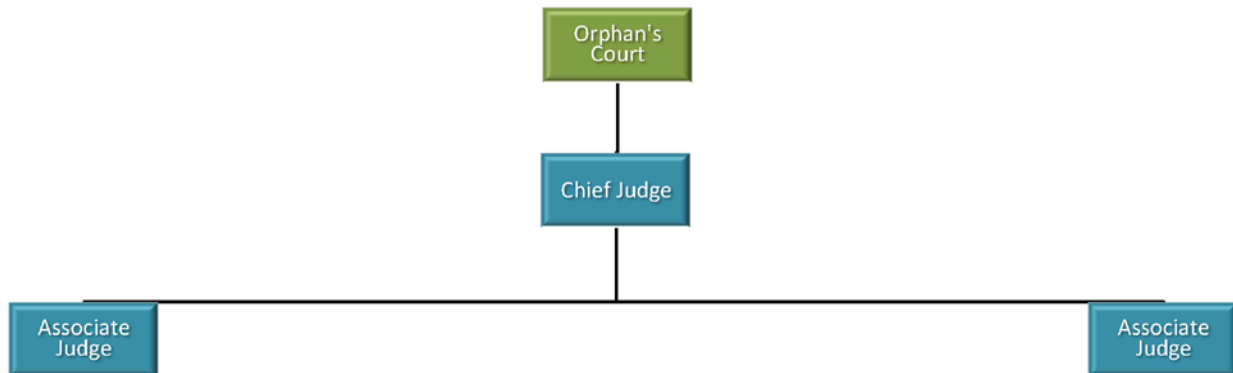 Orphan's
Court
Chief Judge
Associate
Judge
Associate
Judge